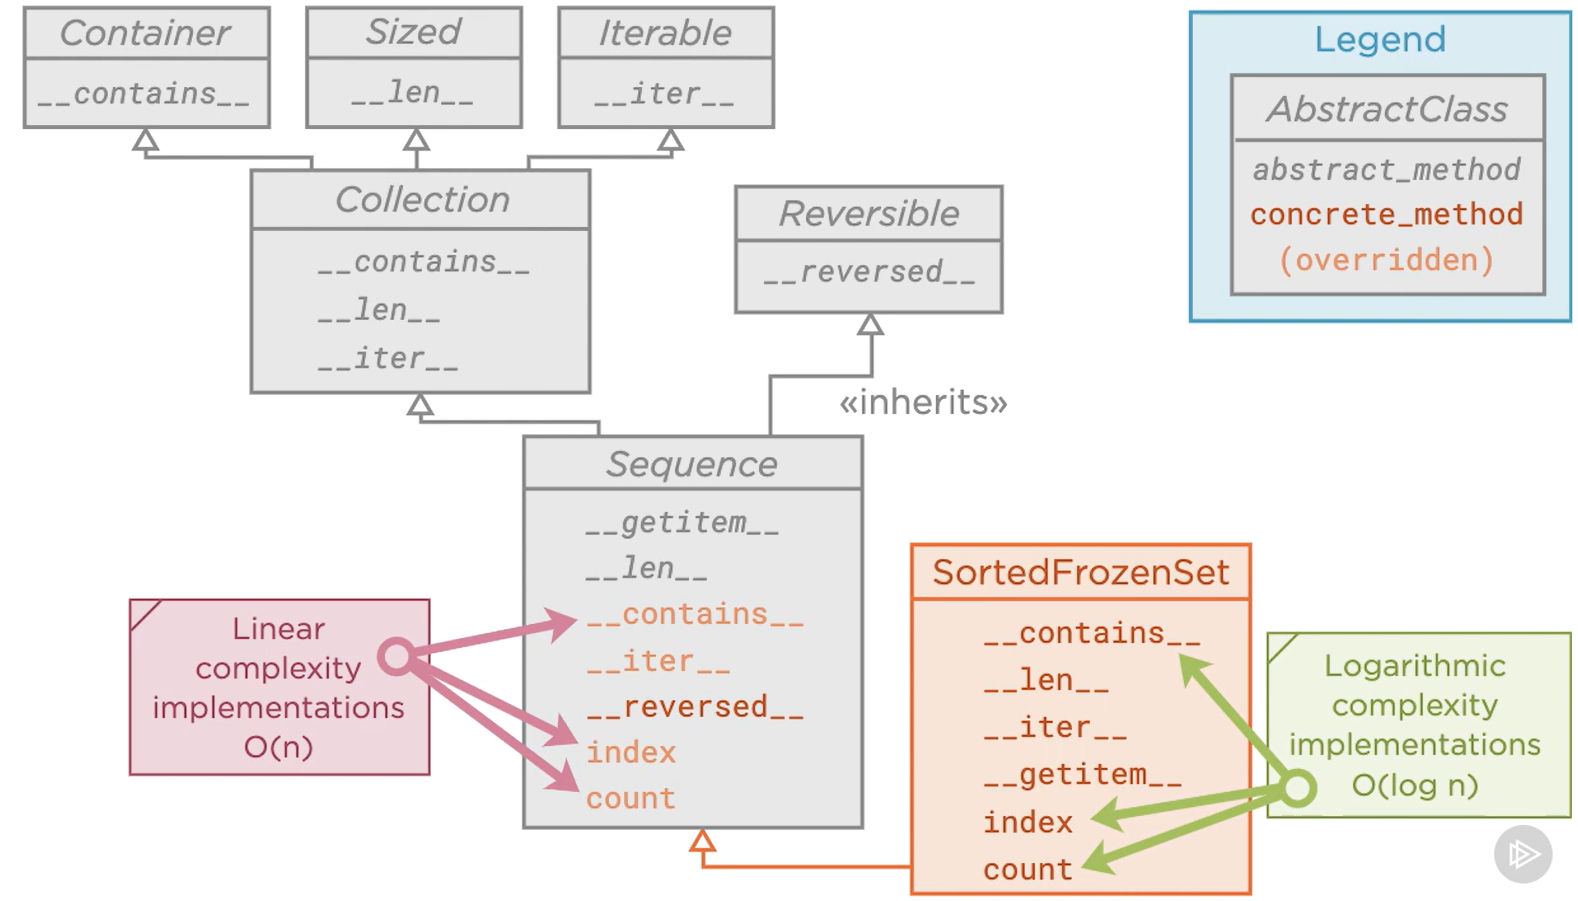 Container
__contains__
Sized
__len__
Iterable
__iter__
Collection
__contains__
__len__
__iter__
Reversible
__reversed__
«inherits»
Legend
AbstractClass
abstract_method
concrete_method
(overridden)
Sequence
__getitem__
__len__
__contains__
__iter__
__reversed__
index
count
Linear
complexity
implementations
O(n)
SortedFrozenSet
__contains__
__len__
__iter__
__getitem__
index
count
Logarithmic
complexity
implementations
O(log n)